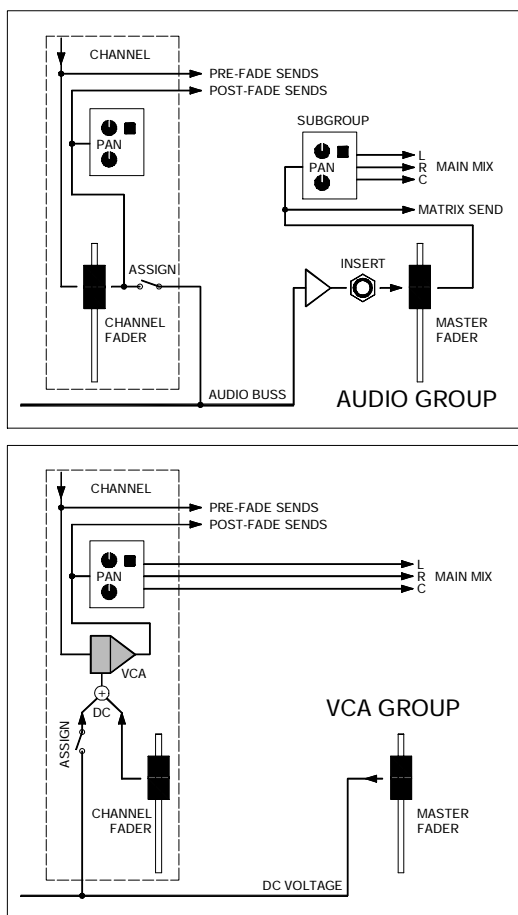 CHANNEL
PRE-FADE SENDS
POST-FADE SENDS
PAN
SUBGROUP
PAN
L
R MAIN MIX
C
MATRIX SEND
ASSIGN
INSERT
CHANNEL
FADER
MASTER
FADER
AUDIO BUSS
AUDIO GROUP
CHANNEL
PRE-FADE SENDS
POST-FADE SENDS
PAN
L
R MAIN MIX
C
VCA
+
DC
ASSIGN
VCA GROUP
CHANNEL
FADER
MASTER
FADER
DC VOLTAGE